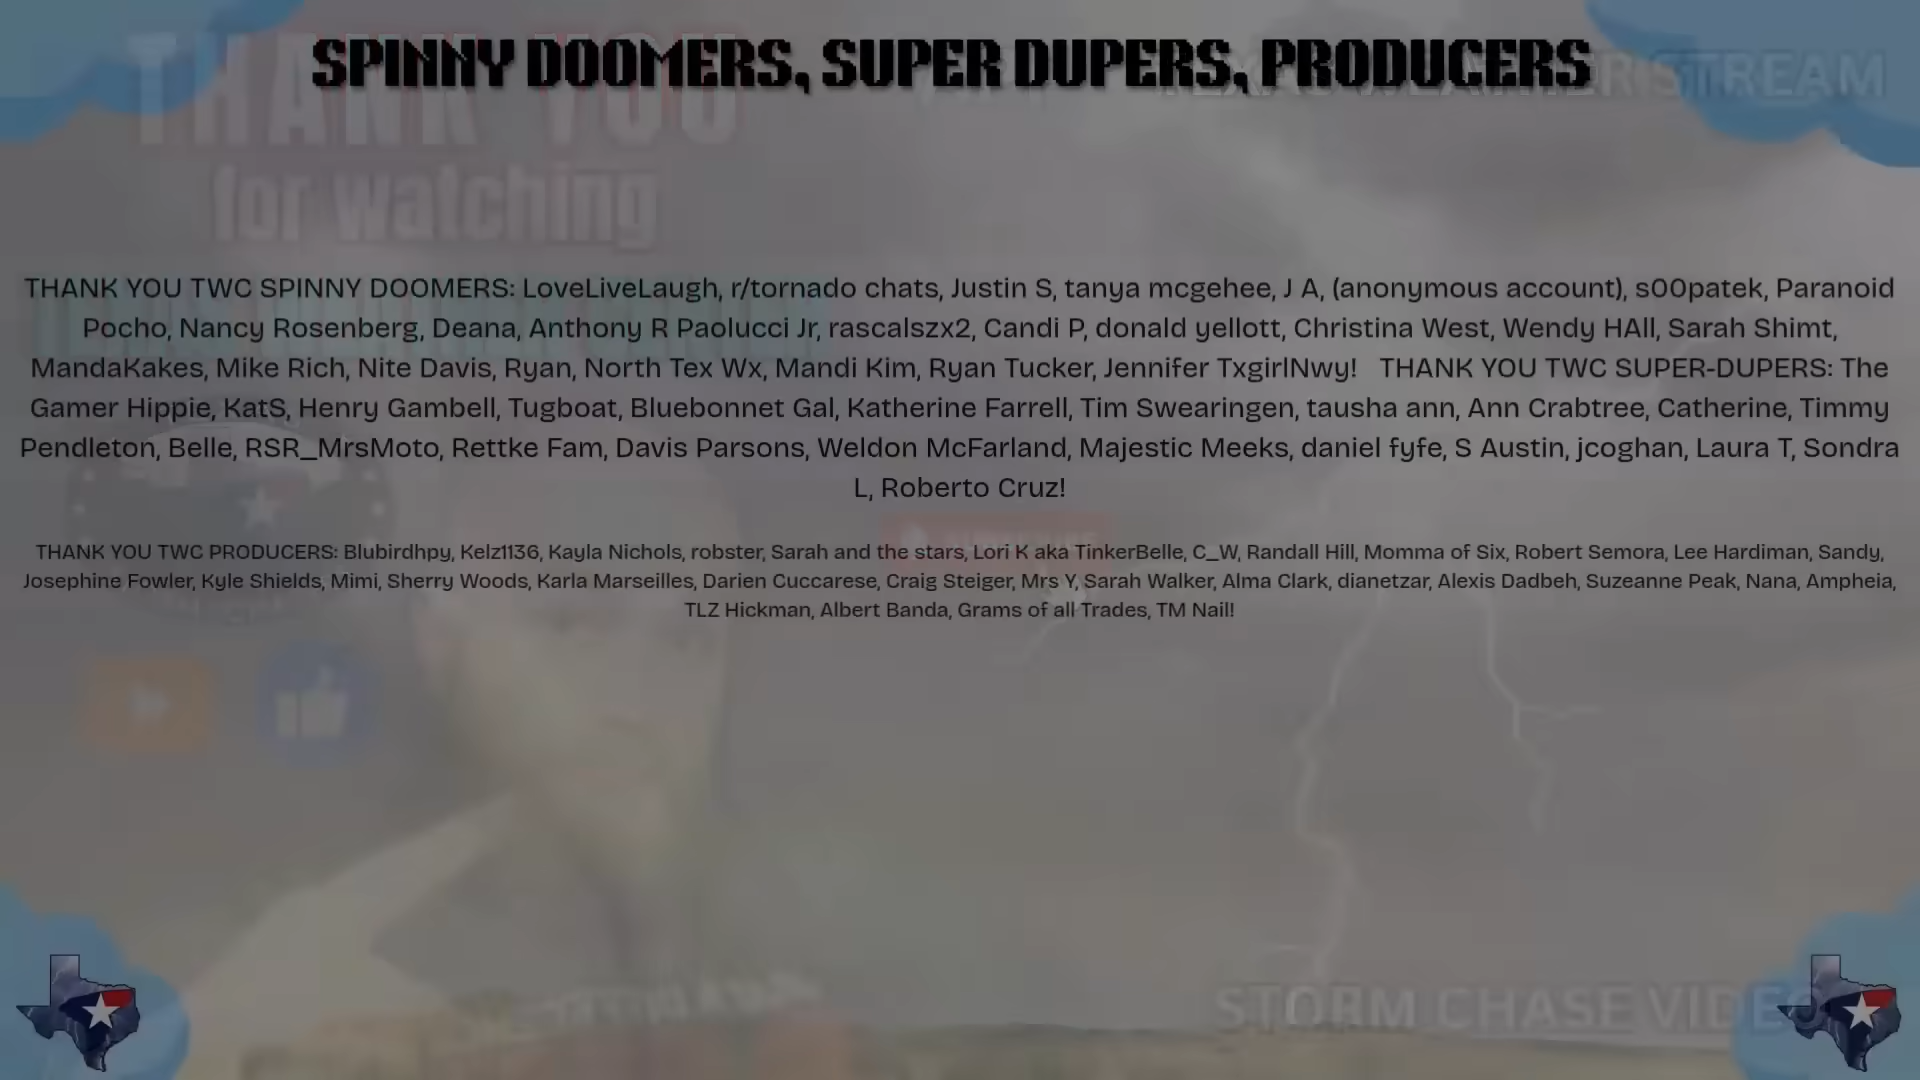 SPINNY DOOMERS, SUPER DUPERS, PRODUCERS
THANK YOU
for watching
STREAM
THANK YOU TWC SPINNY DOOMERS: LoveLiveLaugh, r/tornado chats, Justin S, tanya mcgehee, J A, (anonymous account), s00patek, Paranoid
Pocho, Nancy Rosenberg, Deana, Anthony R Paolucci Jr, rascalszx2, Candi P, donald yellott, Christina West, Wendy HAll, Sarah Shimt,
MandaKakes, Mike Rich, Nite Davis, Ryan, North Tex Wx, Mandi Kim, Ryan Tucker, Jennifer TxgirlNwy! THANK YOU TWC SUPER-DUPERS: The
Gamer Hippie, KatS, Henry Gambell, Tugboat, Bluebonnet Gal, Katherine Farrell, Tim Swearingen, tausha ann, Ann Crabtree, Catherine, Timmy
Pendleton, Belle, RSR_MrsMoto, Rettke Fam, Davis Parsons, Weldon McFarland, Majestic Meeks, daniel fyfe, S Austin, jcoghan, Laura T, Sondra
L, Roberto Cruz!
THANK YOU TWC PRODUCERS: Blubirdhpy, Kelz1136, Kayla Nichols, robster, Sarah and the stars, Lori K aka TinkerBelle, C_W, Randall Hill, Momma of Six, Robert Semora, Lee Hardiman, Sandy,
Josephine Fowler, Kyle Shields, Mimi, Sherry Woods, Karla Marseilles, Darien Cuccarese, Craig Steiger, Mrs Y, Sarah Walker, Alma Clark, dianetzar, Alexis Dadbeh, Suzeanne Peak, Nana, Ampheia,
TLZ Hickman, Albert Banda, Grams of all Trades, TM Nail!
STORM CHASE VIDEO